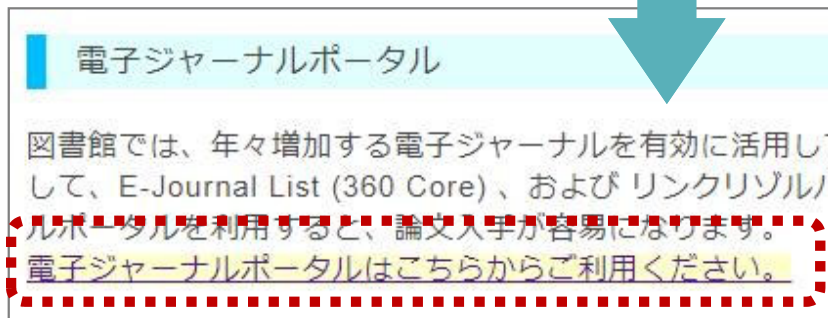 電子ジャーナルポータル
図書館では、年々増加する電子ジャーナルを有効に活用し
して、E-Journal List (360 Core) 、および リンクリゾル
ルポータルを利用すると、論文入手が容易になります。
電子ジャーナルポータルはこちらからご利用ください。